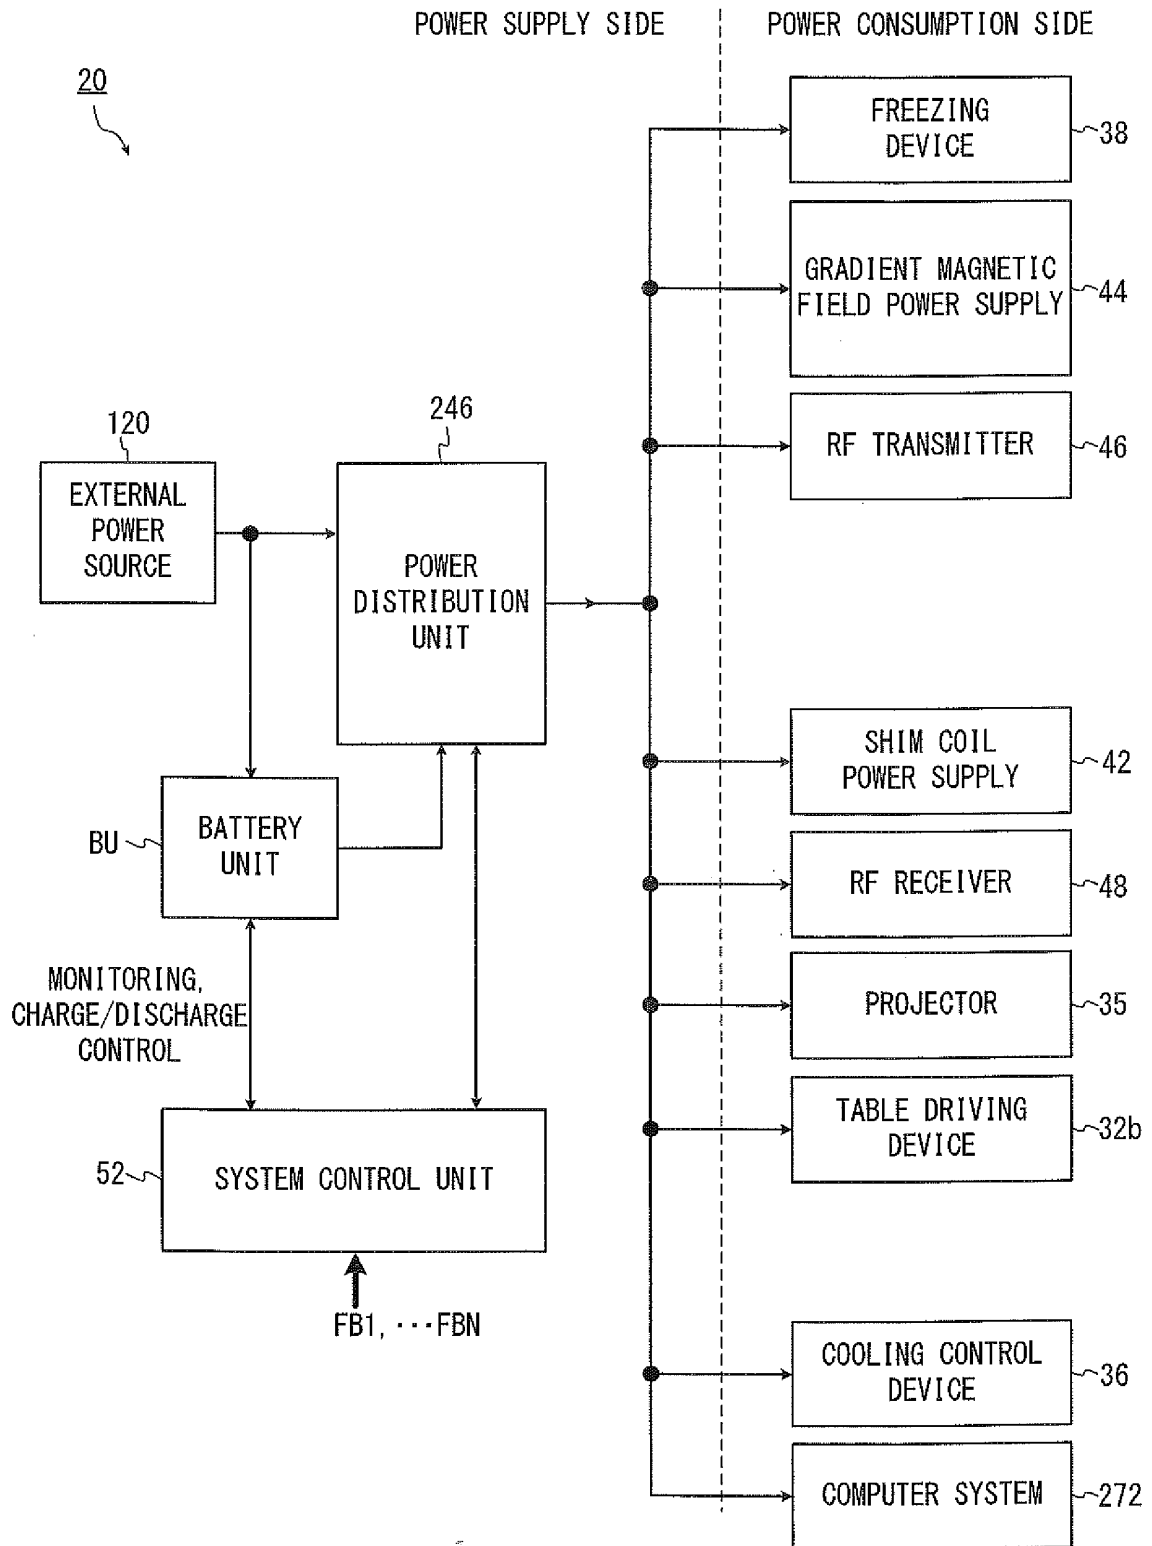 POWER SUPPLY SIDE
POWER CONSUMPTION SIDE
20
FREEZING
DEVICE
38
GRADIENT MAGNETIC
FIELD POWER SUPPLY
44
RF TRANSMITTER
46
120
EXTERNAL
POWER
SOURCE
246
POWER
DISTRIBUTION
UNIT
SHIM COIL
POWER SUPPLY
42
BU
BATTERY
UNIT
RF RECEIVER
48
MONITORING,
CHARGE/DISCHARGE
CONTROL
PROJECTOR
35
TABLE DRIVING
DEVICE
32b
52
SYSTEM CONTROL UNIT
FB1, ···FBN
COOLING CONTROL
DEVICE
36
COMPUTER SYSTEM
272